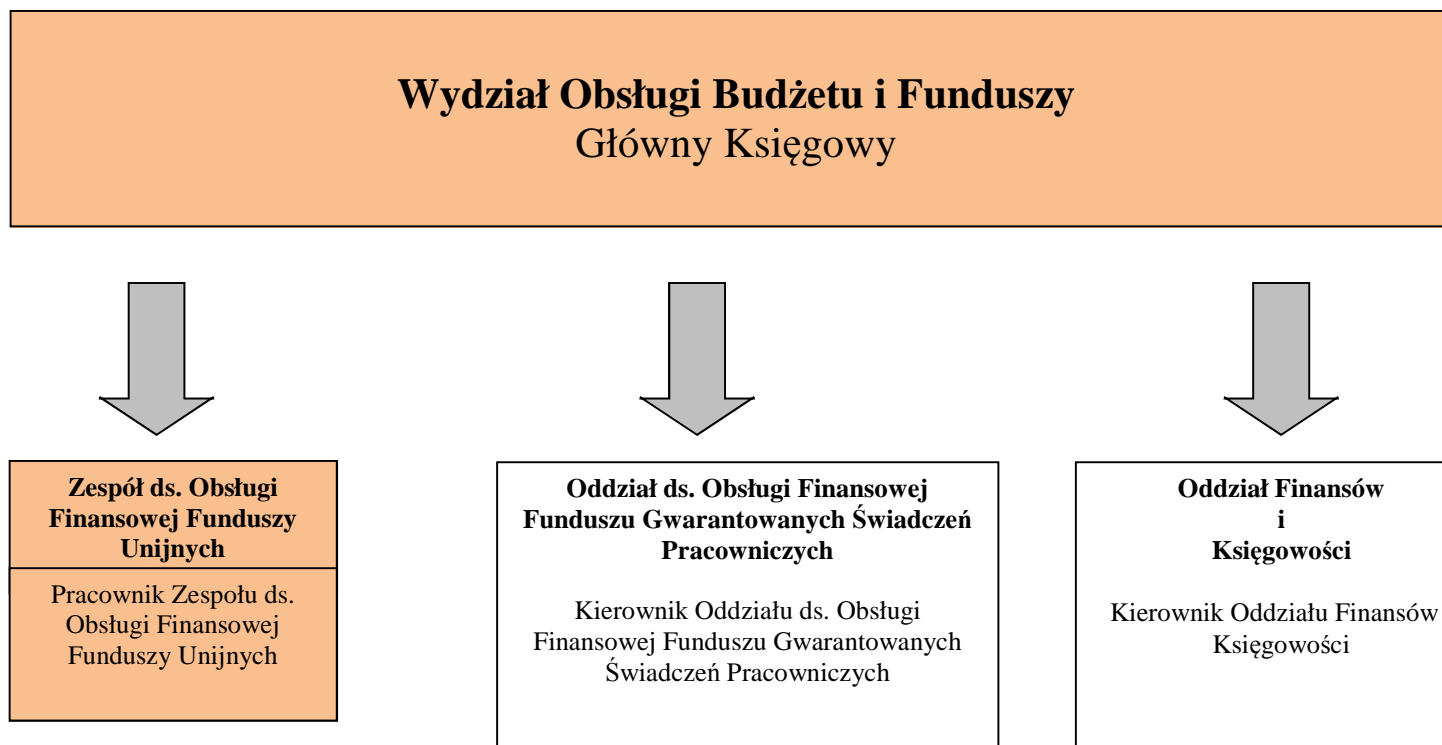 Wydział Obsługi Budżetu i Funduszy
Główny Księgowy
Zespół ds. Obsługi
Finansowej Funduszy
Unijnych
Pracownik Zespołu ds.
Obsługi Finansowej
Funduszy Unijnych
Oddział ds. Obsługi Finansowej
Funduszu Gwarantowanych Świadczeń
Pracowniczych
Kierownik Oddziału ds. Obsługi
Finansowej Funduszu Gwarantowanych
Świadczeń Pracowniczych
Oddział Finansów
i
Księgowości
Kierownik Oddziału Finansów
Księgowości